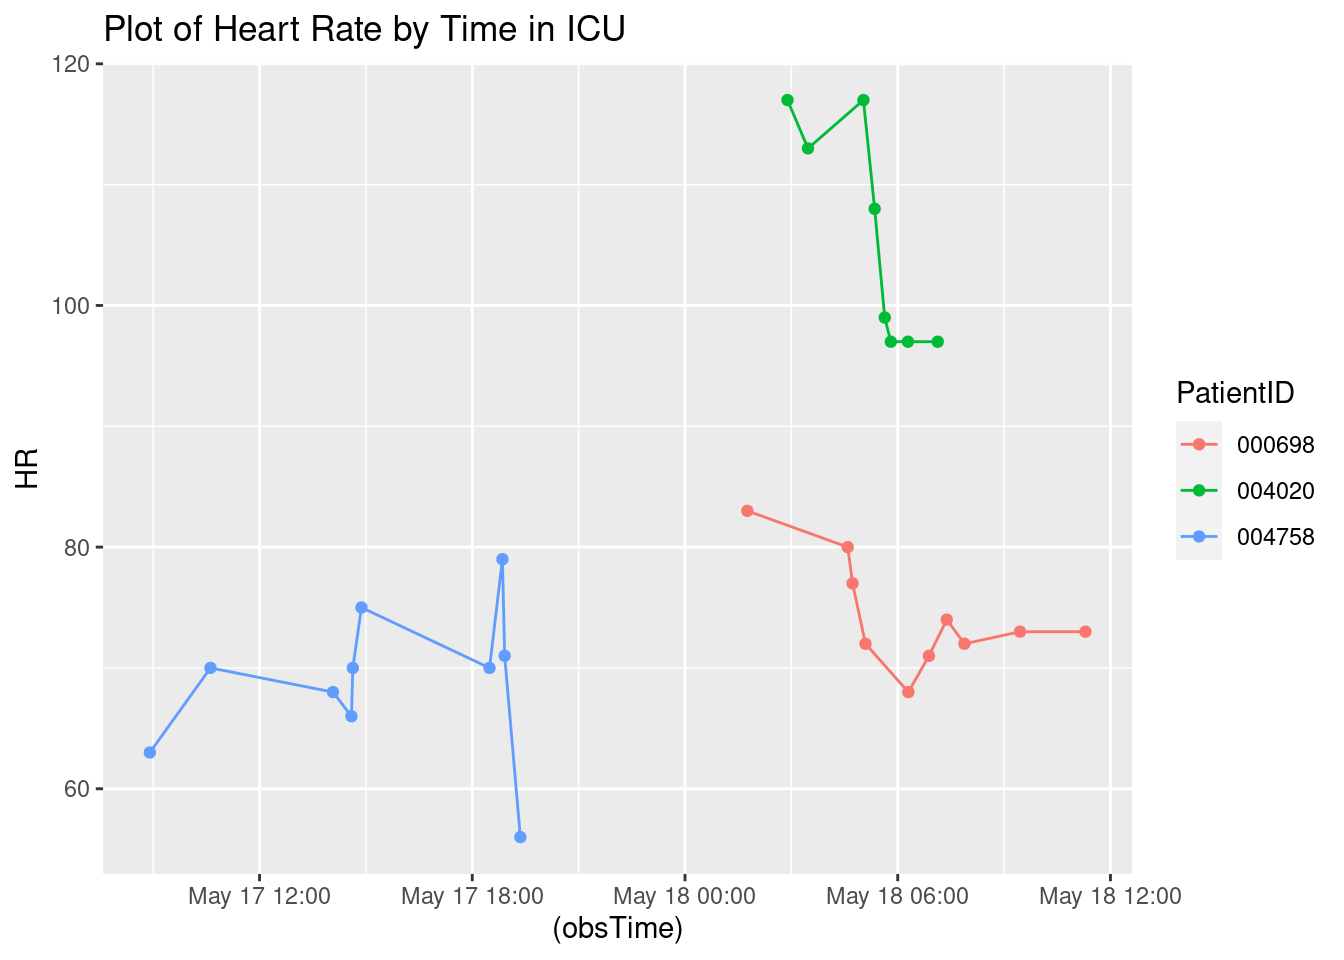 Plot of Heart Rate by Time in ICU
120
100
80
60
HR
May 17 12:00
May 17 18:00
May 18 00:00
May 18 06:00
May 18 12:00
(obsTime)
PatientID
000698
004020
004758